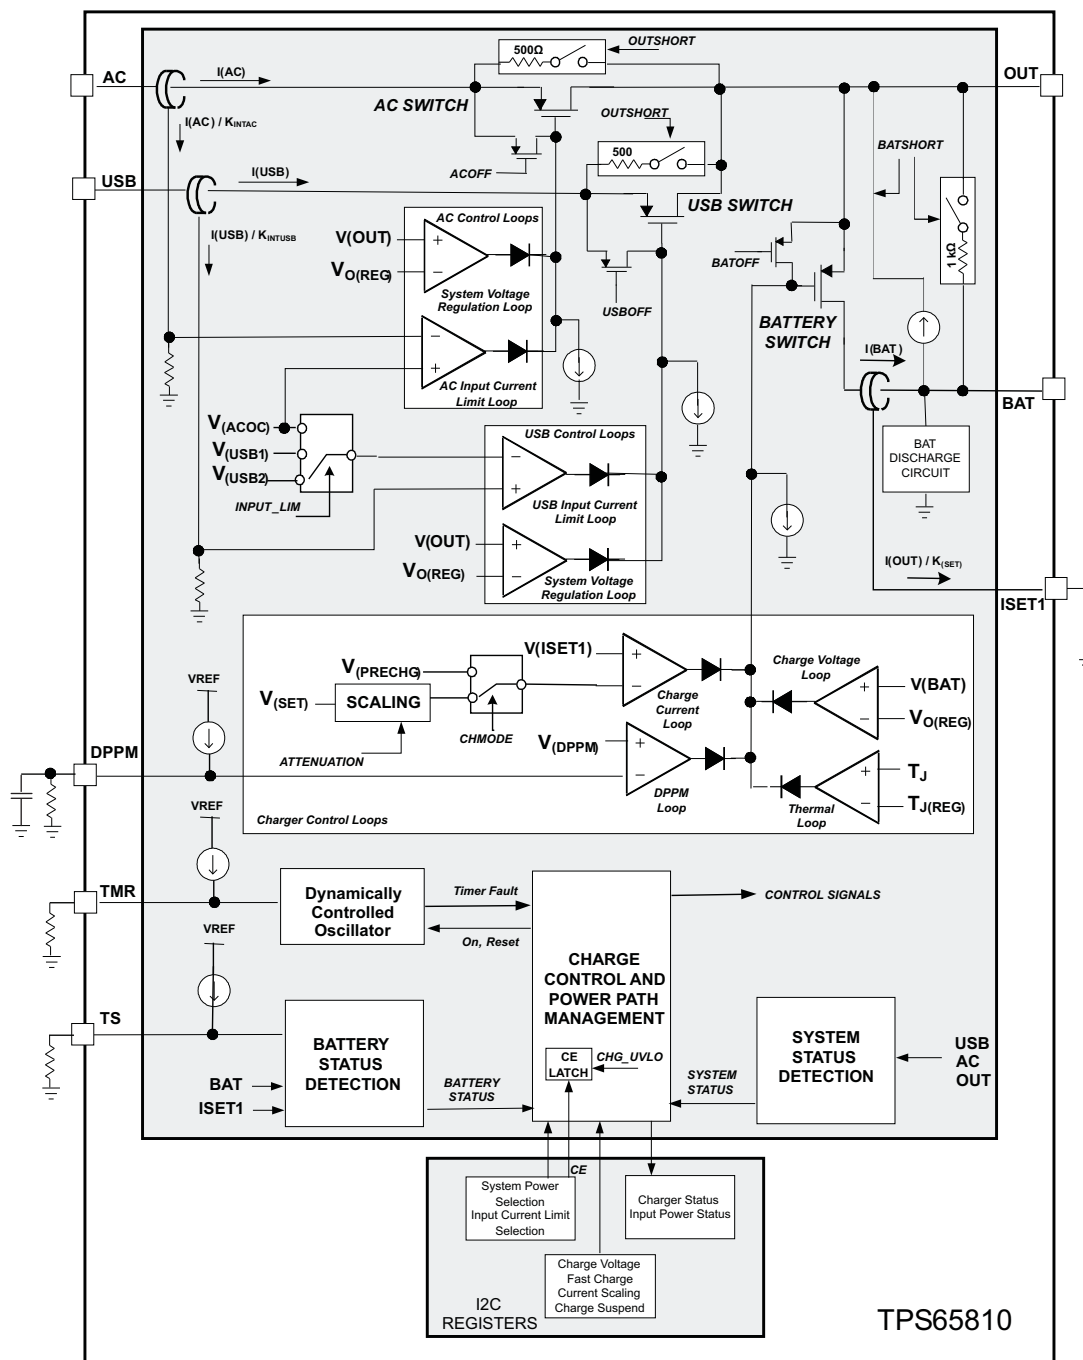 500Ω
OUTSHORT
AC
I(AC)
OUT
AC SWITCH
OUTSHORT
I(AC) / KINTAC
500
BATSHORT
ACOFF
USB
I(USB)
USB SWITCH
AC Control Loops
V(OUT)
+
I(USB) / KINTUSB
VO(REG)
−
BATOFF
1 kΩ
System Voltage
Regulation Loop
USBOFF
BATTERY
SWITCH
−
I(BAT)
+
AC Input Current
Limit Loop
BAT
V(ACOC)
USB Control Loops
V(USB1)
−
BAT
DISCHARGE
CIRCUIT
V(USB2)
+
INPUT_LIM
USB Input Current
Limit Loop
V(OUT)
+
I(OUT) / K(SET)
VO(REG)
−
System Voltage
Regulation Loop
ISET1
V(ISET1)
+
Charge Voltage
Loop
VREF
V(PRECHG)
V(SET)
SCALING
−
Charge
Current
Loop
+
V(BAT)
−
VO(REG)
CHMODE
V(DPPM)
+
DPPM
ATTENUATION
−
+
TJ
DPPM
Loop
Thermal
Loop
−
TJ(REG)
VREF
Charger Control Loops
TMR
Dynamically
Controlled
Oscillator
Timer Fault
CONTROL SIGNALS
VREF
On, Reset
CHARGE
CONTROL AND
POWER PATH
MANAGEMENT
TS
BATTERY
STATUS
DETECTION
SYSTEM
STATUS
DETECTION
USB
AC
OUT
CE
LATCH
CHG_UVLO
BAT
ISET1
BATTERY
STATUS
SYSTEM
STATUS
CE
System Power
Selection
Input Current Limit
Selection
Charger Status
Input Power Status
Charge Voltage
Fast Charge
Current Scaling
Charge Suspend
I2C
REGISTERS
TPS65810